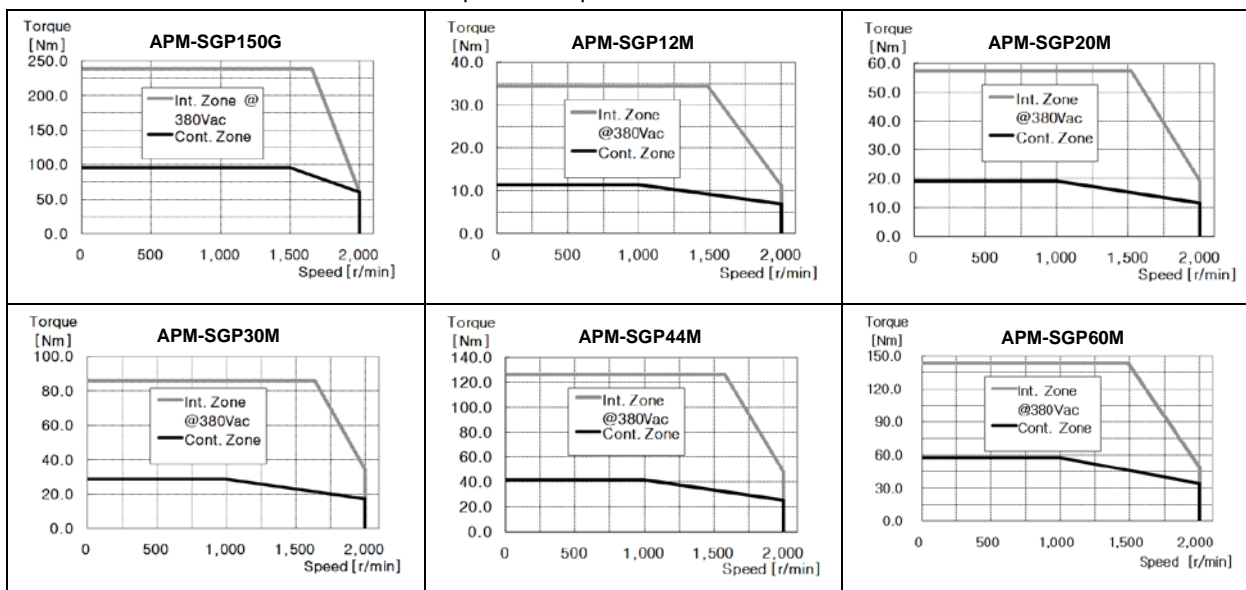 Torque
[Nm]
APM-SGP150G
250.0
200.0
150.0
100.0
50.0
0.0
Int. Zone @
380Vac
Cont. Zone
0 500 1,000 1,500 2,000
Speed [r/min]
Torque
[Nm]
APM-SGP12M
40.0
30.0
20.0
10.0
0.0
Int. Zone
@380Vac
Cont. Zone
0 500 1,000 1,500 2,000
Speed [r/min]
Torque
[Nm]
APM-SGP20M
60.0
50.0
40.0
30.0
20.0
10.0
0.0
Int. Zone
@380Vac
Cont. Zone
0 500 1,000 1,500 2,000
Speed [r/min]
Torque
[Nm]
APM-SGP30M
100.0
80.0
60.0
40.0
20.0
0.0
Int. Zone
@380Vac
Cont. Zone
0 500 1,000 1,500 2,000
Speed [r/min]
Torque
[Nm]
APM-SGP44M
140.0
120.0
100.0
80.0
60.0
40.0
20.0
0.0
Int. Zone
@380Vac
Cont. Zone
0 500 1,000 1,500 2,000
Speed [r/min]
Torque
[Nm]
APM-SGP60M
150.0
120.0
90.0
60.0
30.0
0.0
Int. Zone
@380Vac
Cont. Zone
0 500 1,000 1,500 2,000
Speed [r/min]